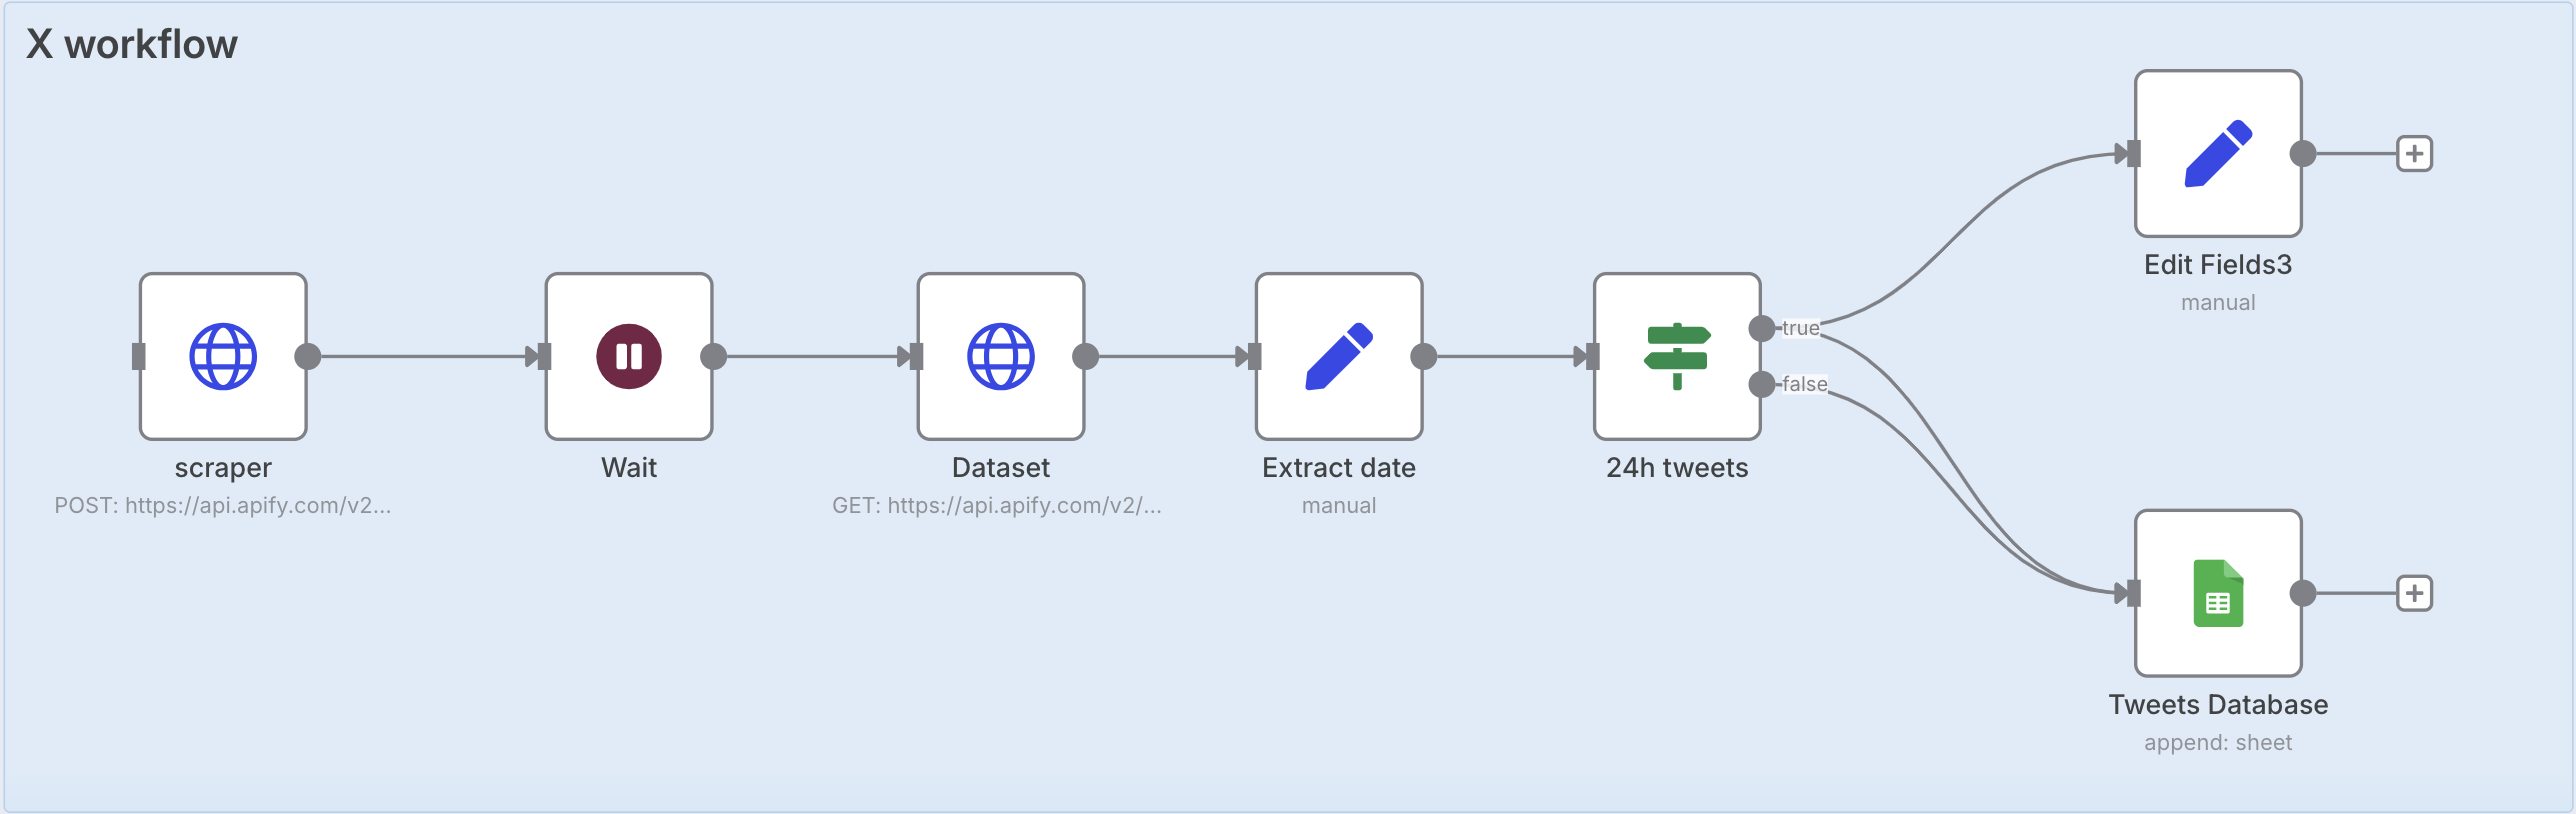 X workflow
Edit Fields3
manual
true
false
scraper
POST: https://api.apify.com/v2...
Wait
Dataset
GET: https://api.apify.com/v2/...
Extract date
manual
24h tweets
Tweets Database
append: sheet